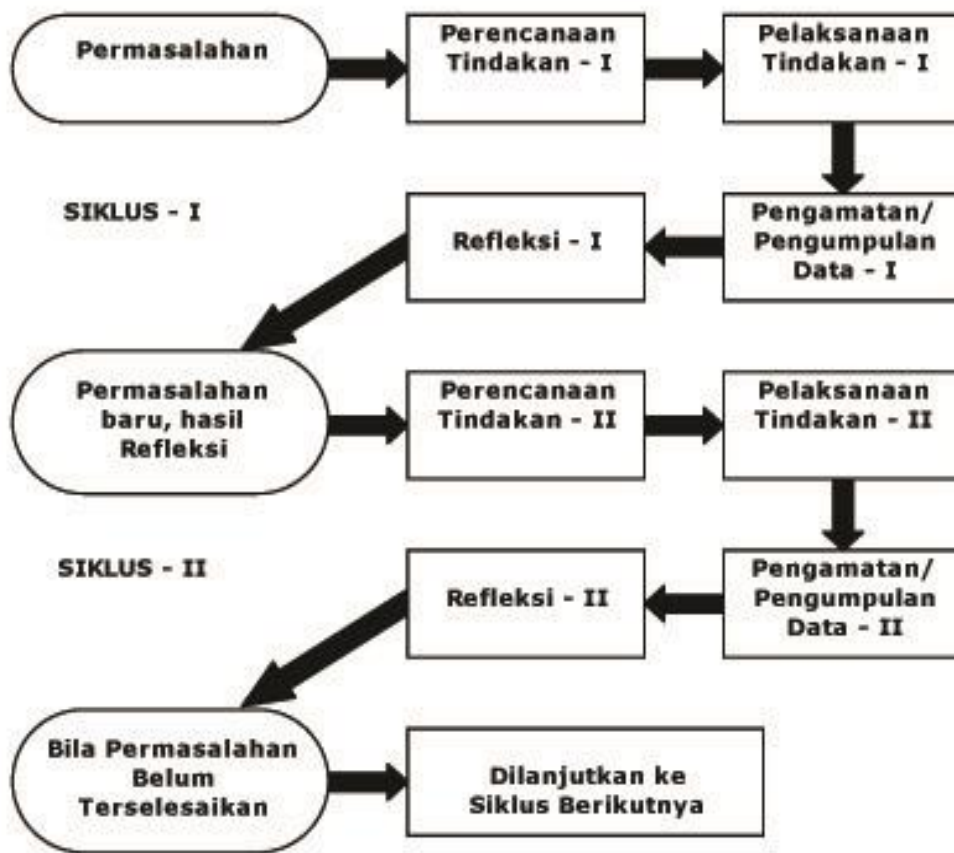 Permasalahan
Perencanaan
Tindakan - I
Pelaksanaan
Tindakan - I
SIKLUS - I
Refleksi - I
Pengamatan/
Pengumpulan
Data - I
Permasalahan
baru, hasil
Refleksi
Perencanaan
Tindakan - II
Pelaksanaan
Tindakan - II
SIKLUS - II
Refleksi - II
Pengamatan/
Pengumpulan
Data - II
Bila Permasalahan
Belum
Terselesaikan
Dilanjutkan ke
Siklus Berikutnya